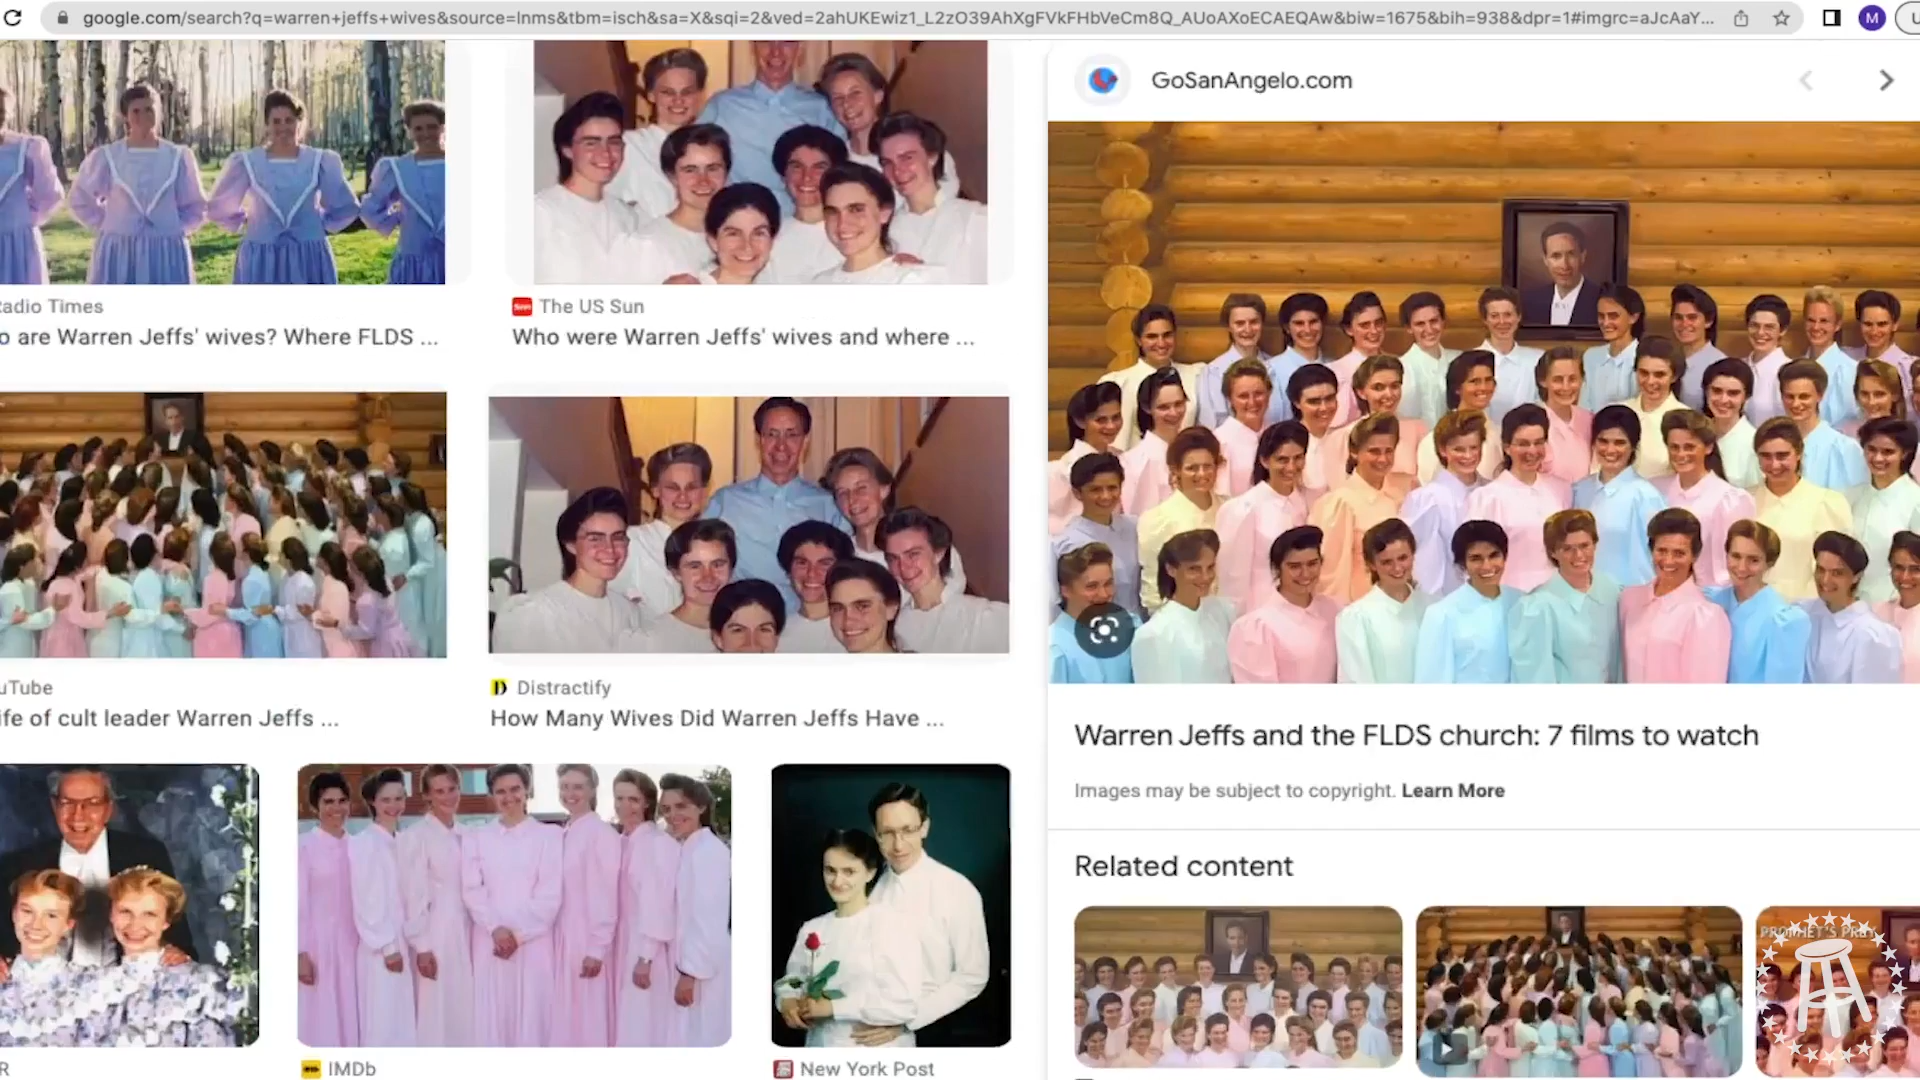 google.com/search?q=warren+jeffs+wives&source=lnms&tbm=isch&sa=X&sqi=2&ved=2ahUKEwiz1_L2zO39AhXgFVkFHbVeCm8Q_AUoAXoECAEQAw&biw=1675&bih=938&dpr=1#imgrc=aJcAaY...
M
GoSanAngelo.com
adio Times
The US Sun
o are Warren Jeffs' wives? Where FLDS ...
Who were Warren Jeffs' wives and where ...
uTube
Distractify
ife of cult leader Warren Jeffs ...
How Many Wives Did Warren Jeffs Have ...
Warren Jeffs and the FLDS church: 7 films to watch
Images may be subject to copyright. Learn More
Related content
PROPHET'S PREY
R
IMDb
New York Post